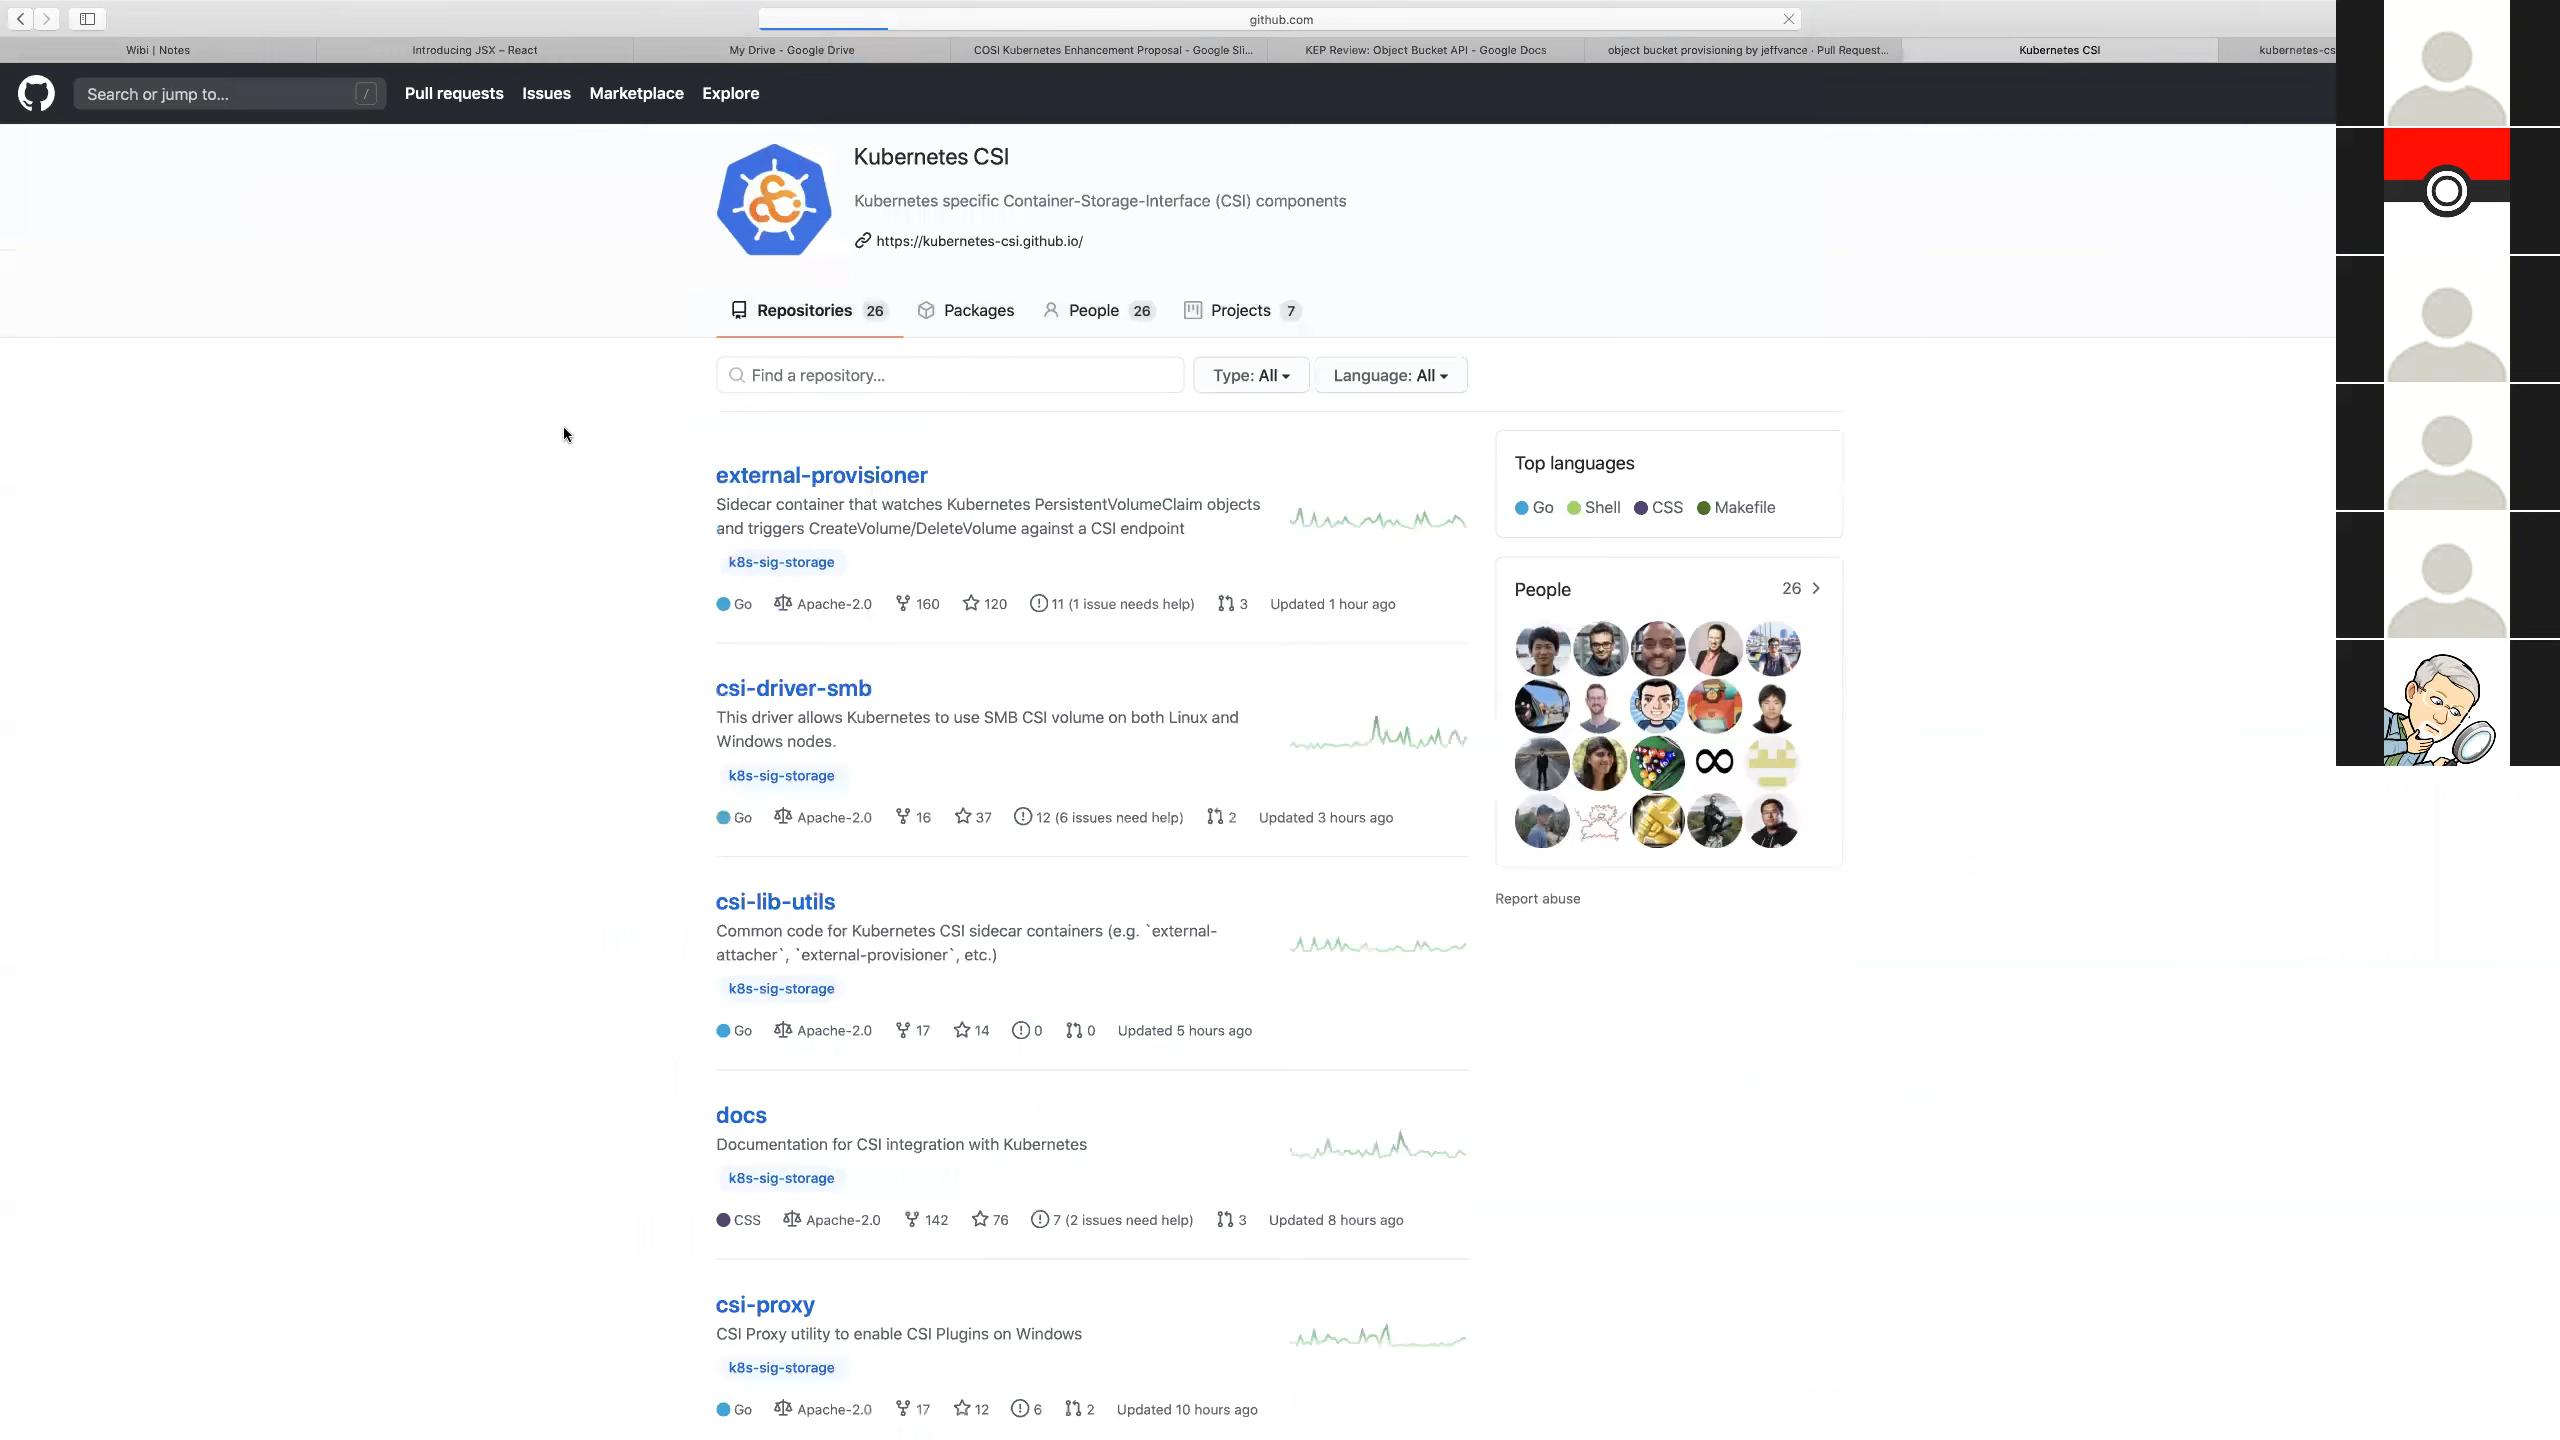 github.com
Wibi | Notes
Introducing JSX – React
My Drive - Google Drive
COSI Kubernetes Enhancement Proposal - Google Sli...
KEP Review: Object Bucket API - Google Docs
object bucket provisioning by jeffvance · Pull Request...
Kubernetes CSI
kubernetes-cs
Search or jump to... /
Pull requests Issues Marketplace Explore
Kubernetes CSI
Kubernetes specific Container-Storage-Interface (CSI) components
https://kubernetes-csi.github.io/
Repositories 26 Packages People 26 Projects 7
Find a repository... Type: All Language: All
external-provisioner
Sidecar container that watches Kubernetes PersistentVolumeClaim objects
and triggers CreateVolume/DeleteVolume against a CSI endpoint
k8s-sig-storage
Go Apache-2.0 160 120 11 (1 issue needs help) 3 Updated 1 hour ago
csi-driver-smb
This driver allows Kubernetes to use SMB CSI volume on both Linux and
Windows nodes.
k8s-sig-storage
Go Apache-2.0 16 37 12 (6 issues need help) 2 Updated 3 hours ago
csi-lib-utils
Common code for Kubernetes CSI sidecar containers (e.g. `external-
attacher`, `external-provisioner`, etc.)
k8s-sig-storage
Go Apache-2.0 17 14 0 0 Updated 5 hours ago
docs
Documentation for CSI integration with Kubernetes
k8s-sig-storage
CSS Apache-2.0 142 76 7 (2 issues need help) 3 Updated 8 hours ago
csi-proxy
CSI Proxy utility to enable CSI Plugins on Windows
k8s-sig-storage
Go Apache-2.0 17 12 6 2 Updated 10 hours ago
Top languages
Go Shell CSS Makefile
People 26
Report abuse